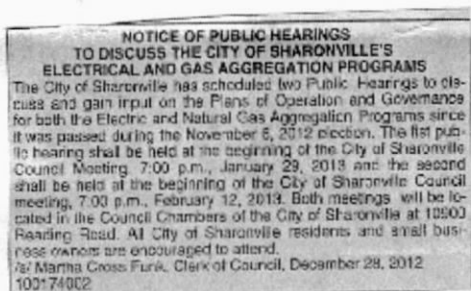 NOTICE OF PUBLIC HEARINGS
TO DISCUSS THE CITY OF SHARONVILLE'S
ELECTRICAL AND GAS AGGREGATION PROGRAMS
The City of Sharonville has scheduled two Public Hearings to dis-
cuss and gain input on the Plans of Operation and Governance
for both the Electric and Natural Gas Aggregation Programs since
it was passed during the November 6, 2012 election. The first pub-
lic hearing shall be held at the beginning of the City of Sharonville
Council Meeting, 7:00 p.m., January 29, 2013 and the second
shall be held at the beginning of the City of Sharonville Council
meeting, 7:00 p.m., February 12, 2013. Both meetings will be lo-
cated in the Council Chambers of the City of Sharonville at 10900
Reading Road. All City of Sharonville residents and small busi-
ness owners are encouraged to attend.
/s/ Martha Cross Funk, Clerk of Council, December 28, 2012
100174002